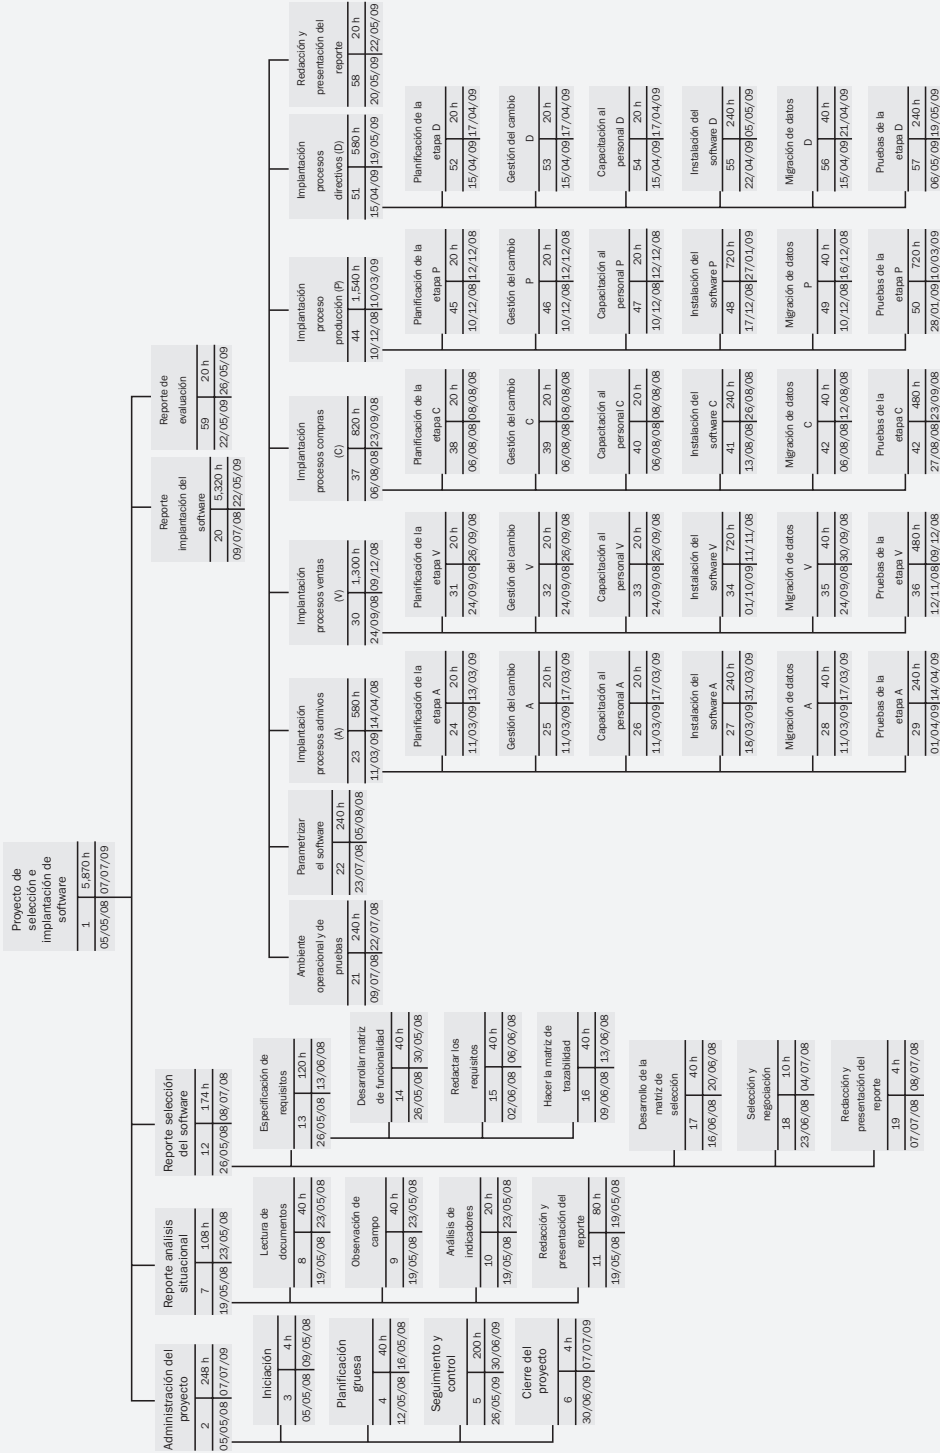 Proyecto de
selección e
implantación de
software
1 5,870 h
05/05/08 07/07/09
Administración del
proyecto
2 248 h
05/05/08 07/07/09
Iniciación
3 4 h
05/05/08 09/05/08
Planificación
gruesa
4 40 h
12/05/08 16/05/08
Seguimiento y
control
5 200 h
26/05/09 30/06/09
Cierre del
proyecto
6 4 h
30/06/09 07/07/09
Reporte análisis
situacional
7 108 h
19/05/08 23/05/08
Lectura de
documentos
8 40 h
19/05/08 23/05/08
Observación de
campo
9 40 h
19/05/08 23/05/08
Análisis de
indicadores
10 20 h
19/05/08 23/05/08
Redacción y
presentación del
reporte
11 80 h
19/05/08 19/05/08
Reporte selección
del software
12 174 h
26/05/08 08/07/08
Especificación de
requisitos
13 120 h
26/05/08 13/06/08
Desarrollar matriz
de funcionalidad
14 40 h
26/05/08 30/05/08
Redactar los
requisitos
15 40 h
02/06/08 06/06/08
Hacer la matriz de
trazabilidad
16 40 h
09/06/08 13/06/08
Desarrollo de la
matriz de
selección
17 40 h
16/06/08 20/06/08
Selección y
negociación
18 10 h
23/06/08 04/07/08
Redacción y
presentación del
reporte
19 4 h
07/07/08 08/07/08
Reporte
implantación del
software
20 5,320 h
09/07/08 22/05/09
Reporte de
evaluación
59 20 h
22/05/09 26/05/09
Ambiente
operacional y de
pruebas
21 240 h
09/07/08 22/07/08
Parametrizar
el software
22 240 h
23/07/08 05/08/08
Implantación
procesos admivos
(A)
23 580 h
11/03/09 14/04/08
Planificación de la
etapa A
24 20 h
11/03/09 13/03/09
Gestión del cambio
A
25 20 h
11/03/09 17/03/09
Capacitación al
personal A
26 20 h
11/03/09 17/03/09
Instalación del
software A
27 240 h
18/03/09 31/03/09
Migración de datos
A
28 40 h
11/03/09 17/03/09
Pruebas de la
etapa A
29 240 h
01/04/09 14/04/09
Implantación
procesos ventas
(V)
30 1,300 h
24/09/08 09/12/08
Planificación de la
etapa V
31 20 h
24/09/08 26/09/08
Gestión del cambio
V
32 20 h
24/09/08 26/09/08
Capacitación al
personal V
33 20 h
24/09/08 26/09/08
Instalación del
software V
34 720 h
01/10/09 11/11/08
Migración de datos
V
35 40 h
24/09/08 30/09/08
Pruebas de la
etapa V
36 480 h
12/11/08 09/12/08
Implantación
procesos compras
(C)
37 820 h
06/08/08 23/09/08
Planificación de la
etapa C
38 20 h
06/08/08 08/08/08
Gestión del cambio
C
39 20 h
06/08/08 08/08/08
Capacitación al
personal C
40 20 h
06/08/08 08/08/08
Instalación del
software C
41 240 h
13/08/08 26/08/08
Migración de datos
C
42 40 h
06/08/08 12/08/08
Pruebas de la
etapa C
42 480 h
27/08/08 23/09/08
Implantación
proceso
producción (P)
44 1,540 h
10/12/08 10/03/09
Planificación de la
etapa P
45 20 h
10/12/08 12/12/08
Gestión del cambio
P
46 20 h
10/12/08 12/12/08
Capacitación al
personal P
47 20 h
10/12/08 12/12/08
Instalación del
software P
48 720 h
17/12/08 27/01/09
Migración de datos
P
49 40 h
10/12/08 16/12/08
Pruebas de la
etapa P
50 720 h
28/01/09 10/03/09
Implantación
procesos
directivos (D)
51 580 h
15/04/09 19/05/09
Planificación de la
etapa D
52 20 h
15/04/09 17/04/09
Gestión del cambio
D
53 20 h
15/04/09 17/04/09
Capacitación al
personal D
54 20 h
15/04/09 17/04/09
Instalación del
software D
55 240 h
22/04/09 05/05/09
Migración de datos
D
56 40 h
15/04/09 21/04/09
Pruebas de la
etapa D
57 240 h
06/05/09 19/05/09
Redacción y
presentación del
reporte
58 20 h
20/05/09 22/05/09